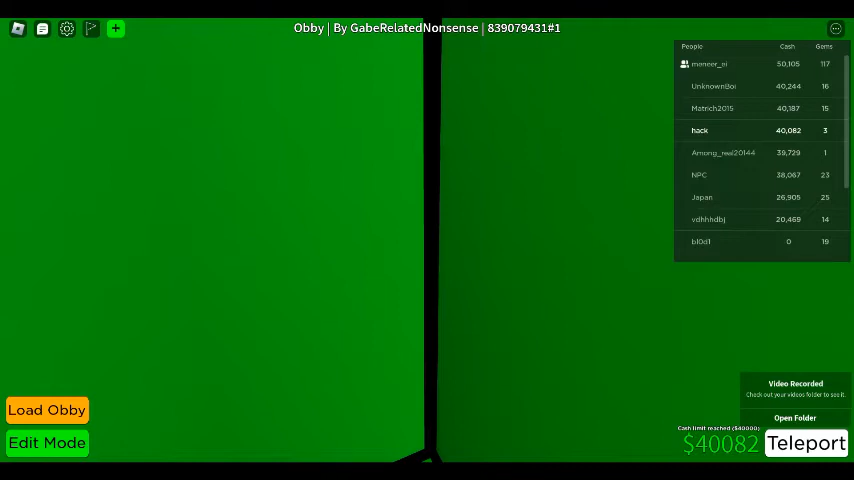 Obby | By GabeRelatedNonsense | 839079431#1
People Cash Gems
meneer_ei 50,105 117
UnknownBoi 40,244 16
Matrich2015 40,187 15
hack 40,082 3
Among_real20144 39,729 1
NPC 38,067 23
Japan 26,905 25
vdhhhdbj 20,469 14
bl0d1 0 19
Video Recorded
Check out your videos folder to see it.
Open Folder
Load Obby
Edit Mode
Cash limit reached ($40000)
$40082
Teleport